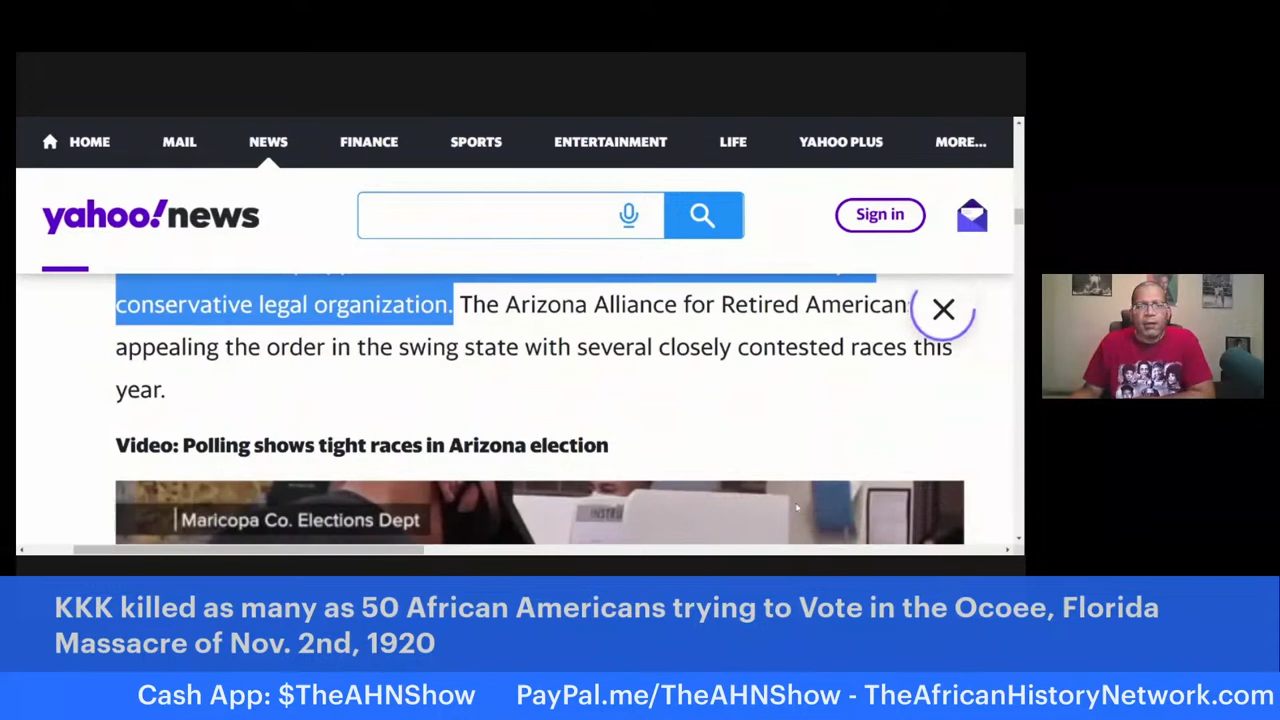 HOME MAIL NEWS FINANCE SPORTS ENTERTAINMENT LIFE YAHOO PLUS MORE...
yahoo!news
Sign in
conservative legal organization. The Arizona Alliance for Retired American
appealing the order in the swing state with several closely contested races this
year.
Video: Polling shows tight races in Arizona election
Maricopa Co. Elections Dept
INSTRU
KKK killed as many as 50 African Americans trying to Vote in the Ocoee, Florida
Massacre of Nov. 2nd, 1920
Cash App: $TheAHNShow PayPal.me/TheAHNShow - TheAfricanHistoryNetwork.com